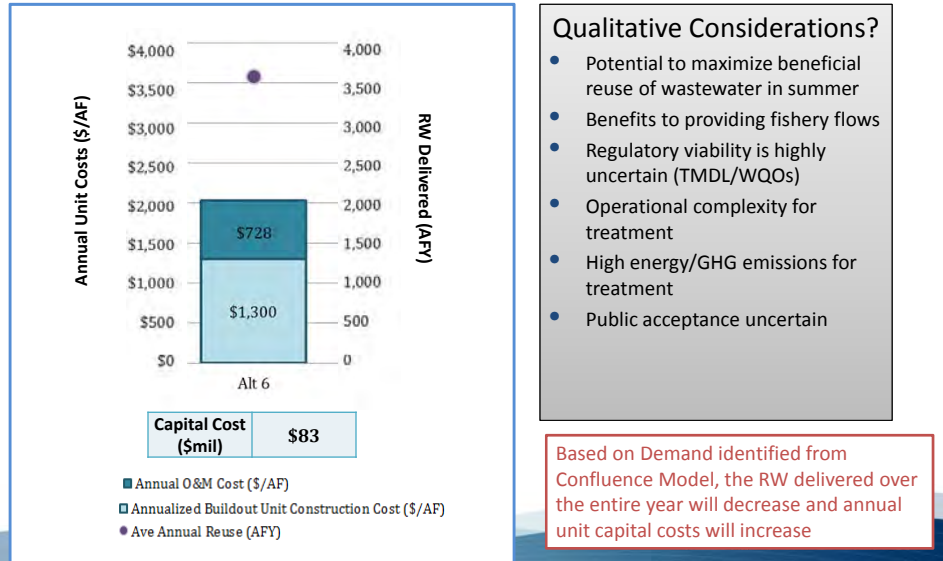 Annual Unit Costs ($/AF)
$4,000
$3,500
$3,000
$2,500
$2,000
$1,500
$1,000
$500
$0
$728
$1,300
Alt 6
4,000
3,500
3,000
2,500
2,000
1,500
1,000
500
0
RW Delivered (AFY)
Capital Cost
($mil)
$83
Annual O&M Cost ($/AF)
Annualized Buildout Unit Construction Cost ($/AF)
Ave Annual Reuse (AFY)
Qualitative Considerations?
• Potential to maximize beneficial
reuse of wastewater in summer
• Benefits to providing fishery flows
• Regulatory viability is highly
uncertain (TMDL/WQOs)
• Operational complexity for
treatment
• High energy/GHG emissions for
treatment
• Public acceptance uncertain
Based on Demand identified from
Confluence Model, the RW delivered over
the entire year will decrease and annual
unit capital costs will increase